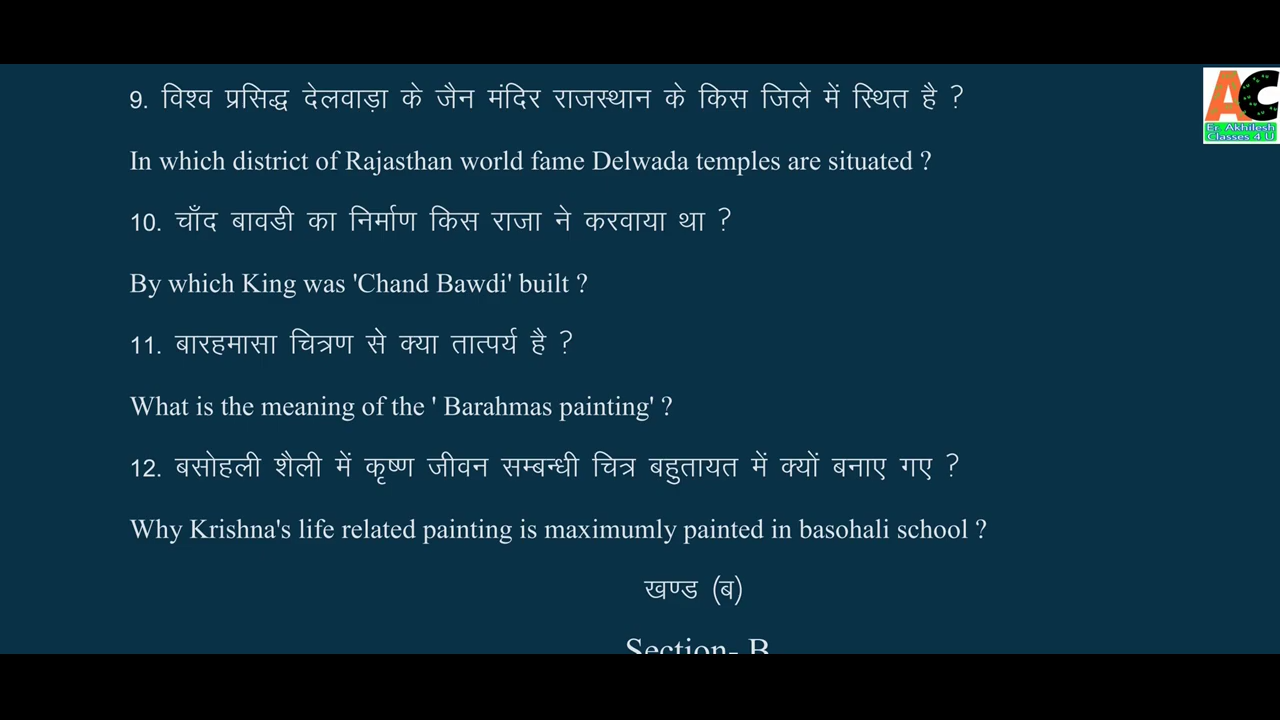 AC
Er. Akhilesh
Classes 4 U
9. विश्व प्रसिद्ध देलवाड़ा के जैन मंदिर राजस्थान के किस जिले में स्थित है ?
In which district of Rajasthan world fame Delwada temples are situated ?
10. चाँद बावडी का निर्माण किस राजा ने करवाया था ?
By which King was 'Chand Bawdi' built ?
11. बारहमासा चित्रण से क्या तात्पर्य है ?
What is the meaning of the ' Barahmas painting' ?
12. बसोहली शैली में कृष्ण जीवन सम्बन्धी चित्र बहुतायत में क्यों बनाए गए ?
Why Krishna's life related painting is maximumly painted in basohali school ?
खण्ड (ब)
Section- B